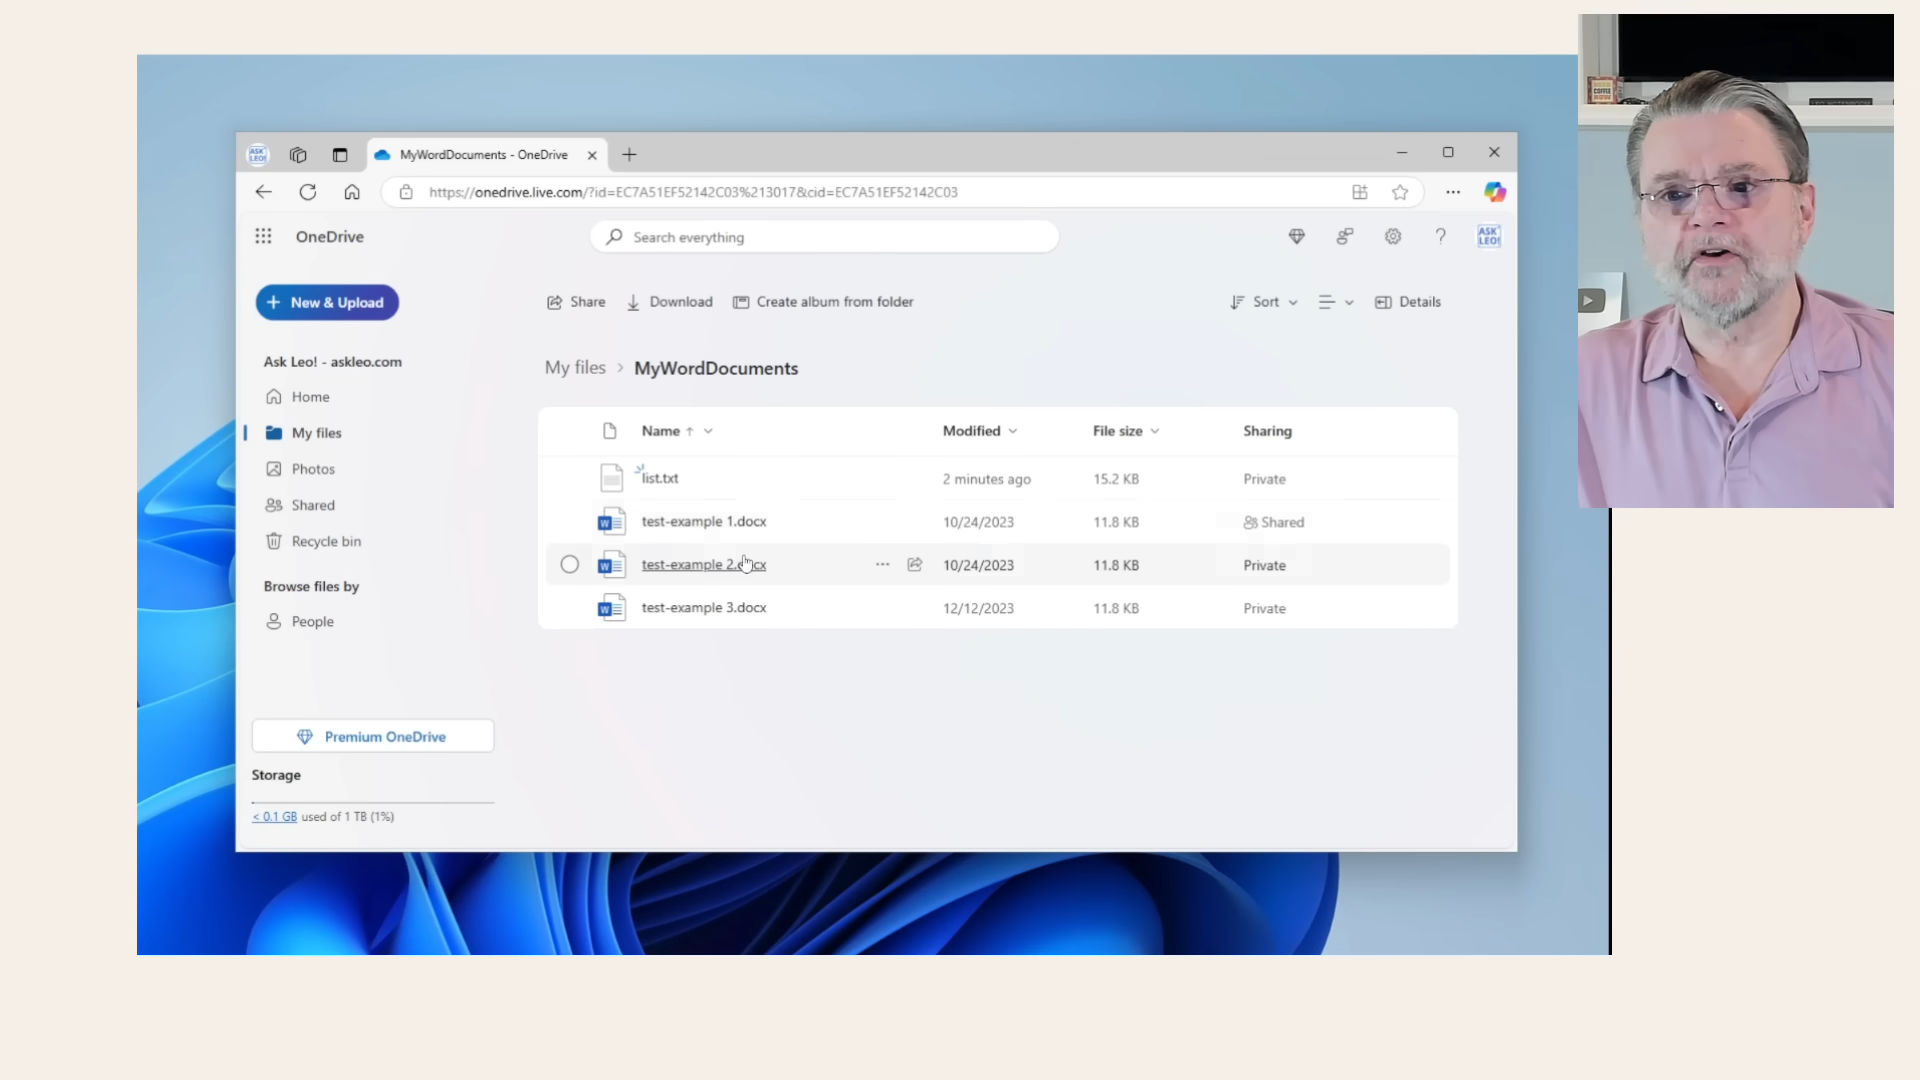 ASK LEO!
MyWordDocuments - OneDrive
https://onedrive.live.com/?id=EC7A51EF52142C03%213017&cid=EC7A51EF52142C03
OneDrive
Search everything
?
ASK LEO!
+ New & Upload
Share
Download
Create album from folder
Sort
Details
Ask Leo! - askleo.com
Home
My files
Photos
Shared
Recycle bin
Browse files by
People
Premium OneDrive
Storage
< 0.1 GB used of 1 TB (1%)
My files > MyWordDocuments
Name ↑ Modified File size Sharing
list.txt 2 minutes ago 15.2 KB Private
test-example 1.docx 10/24/2023 11.8 KB Shared
test-example 2.docx ... 10/24/2023 11.8 KB Private
test-example 3.docx 12/12/2023 11.8 KB Private
COFFEE